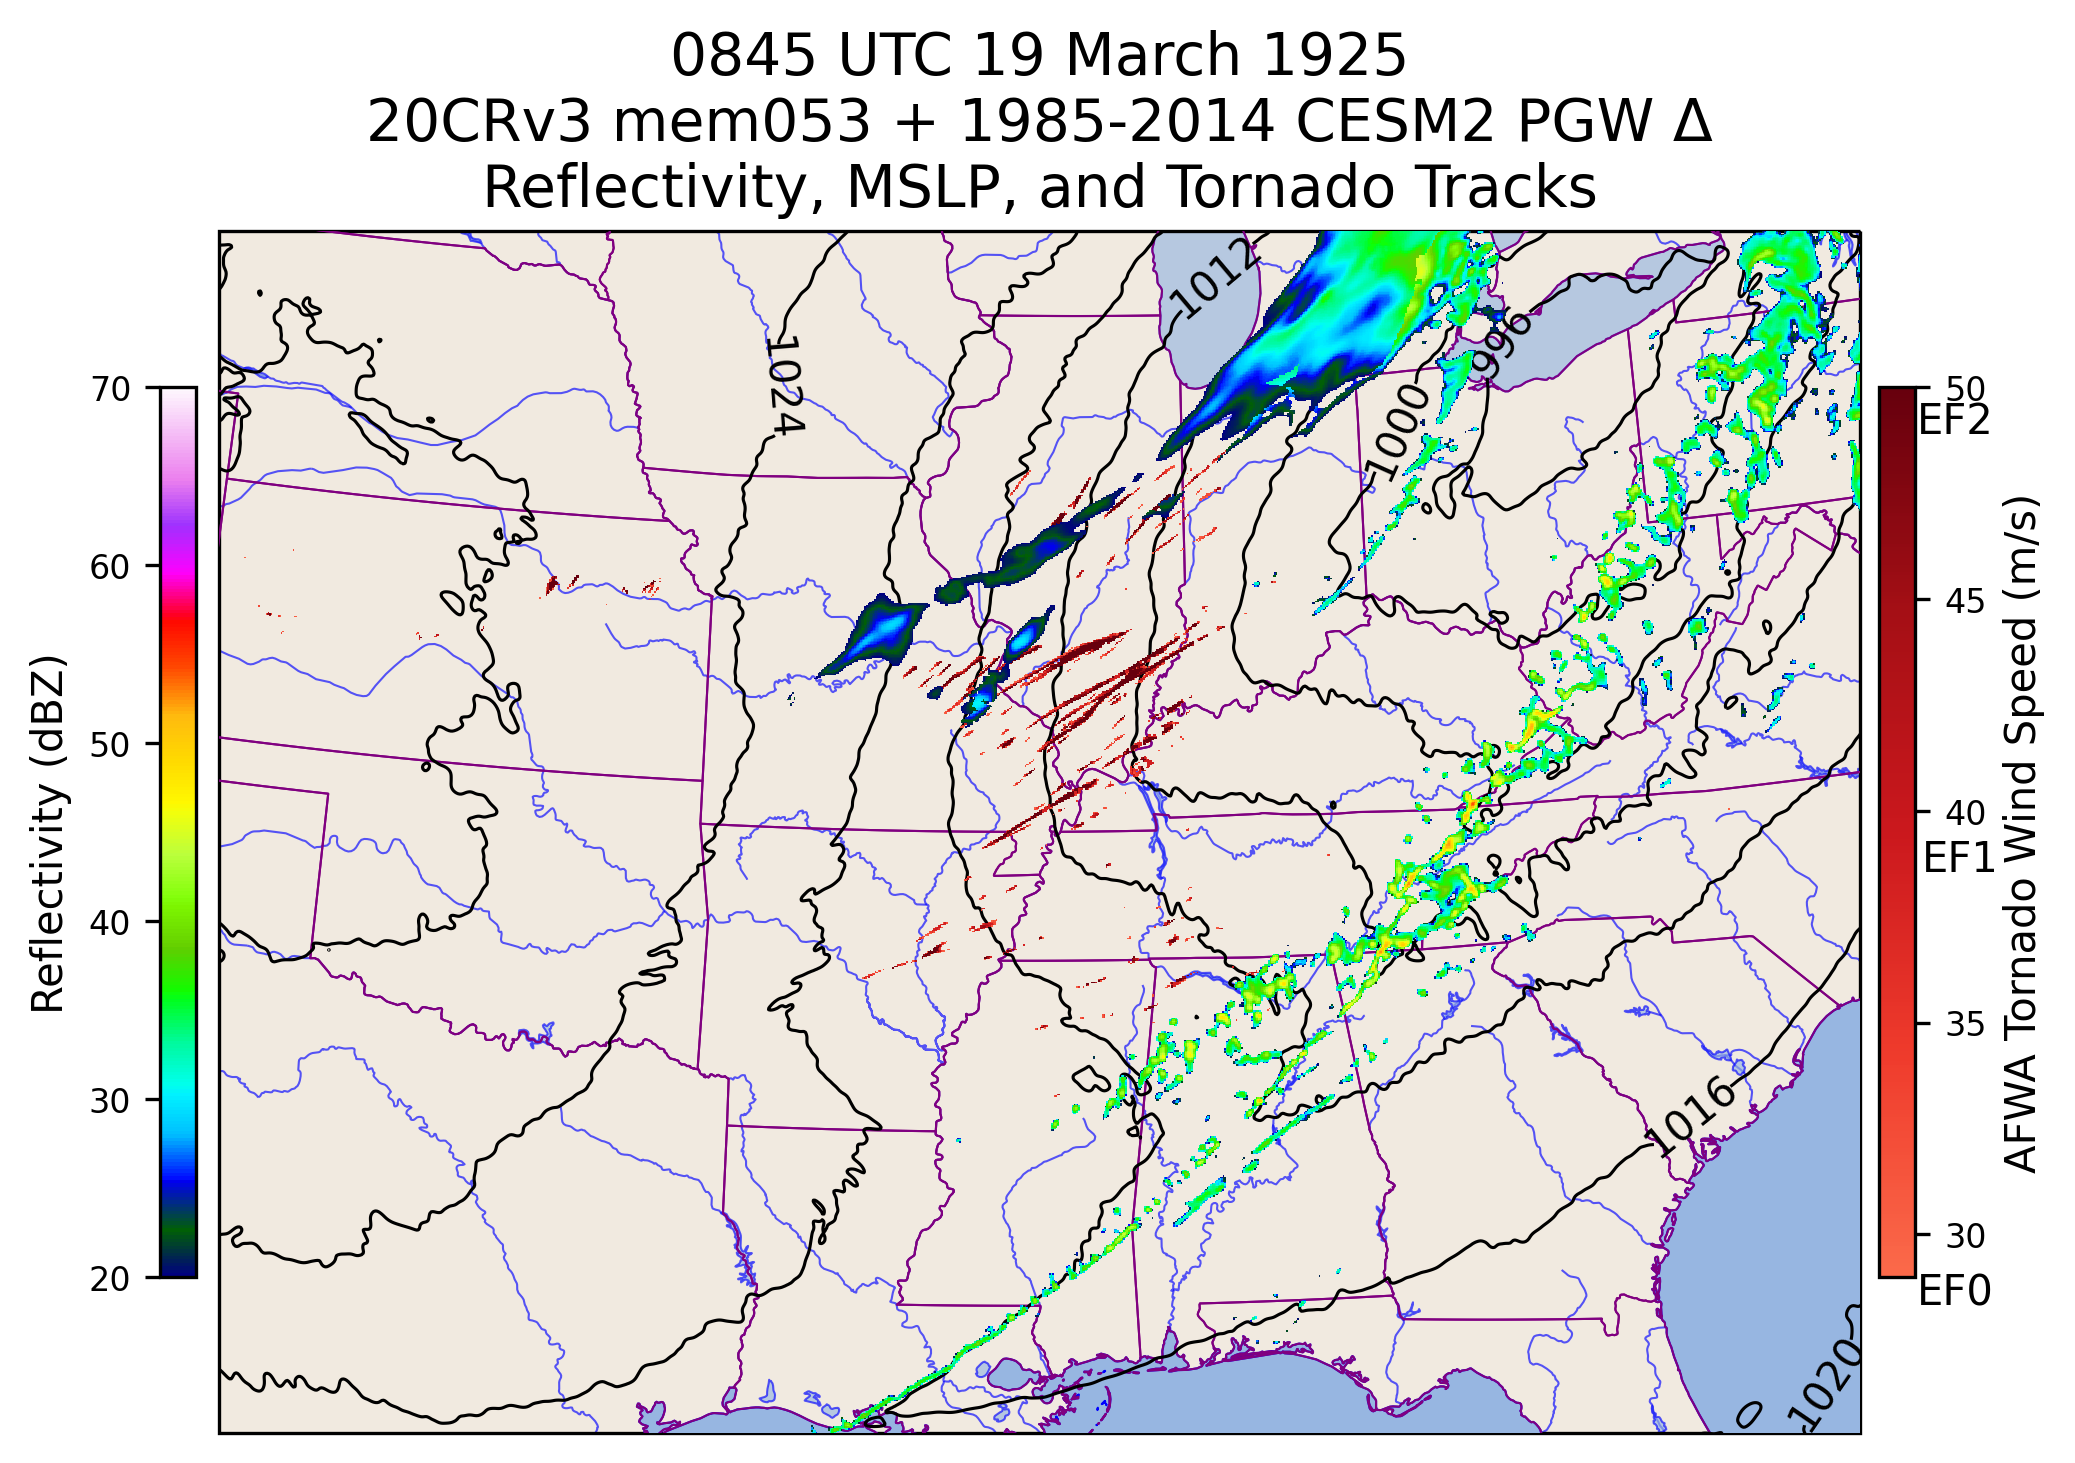 0845 UTC 19 March 1925
20CRv3 mem053 + 1985-2014 CESM2 PGW Δ
Reflectivity, MSLP, and Tornado Tracks
1012
996
1024
1000
1016
1020
70
60
50
40
30
20
Reflectivity (dBZ)
50
EF2
45
40
EF1
35
30
EF0
AFWA Tornado Wind Speed (m/s)